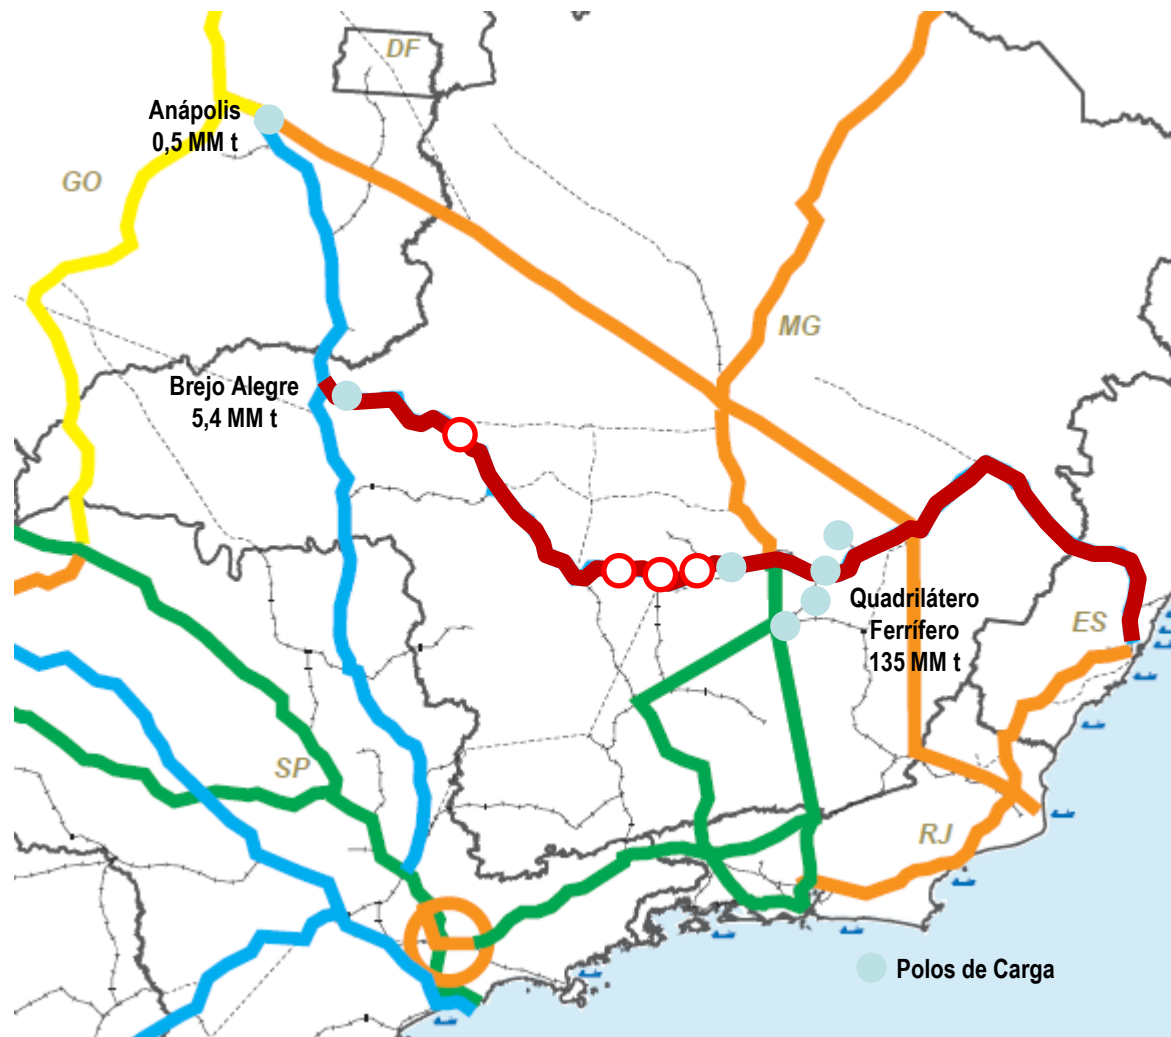 DF
Anápolis
0,5 MM t
GO
MG
Brejo Alegre
5,4 MM t
Quadrilátero
Ferrífero
135 MM t
ES
SP
RJ
Polos de Carga